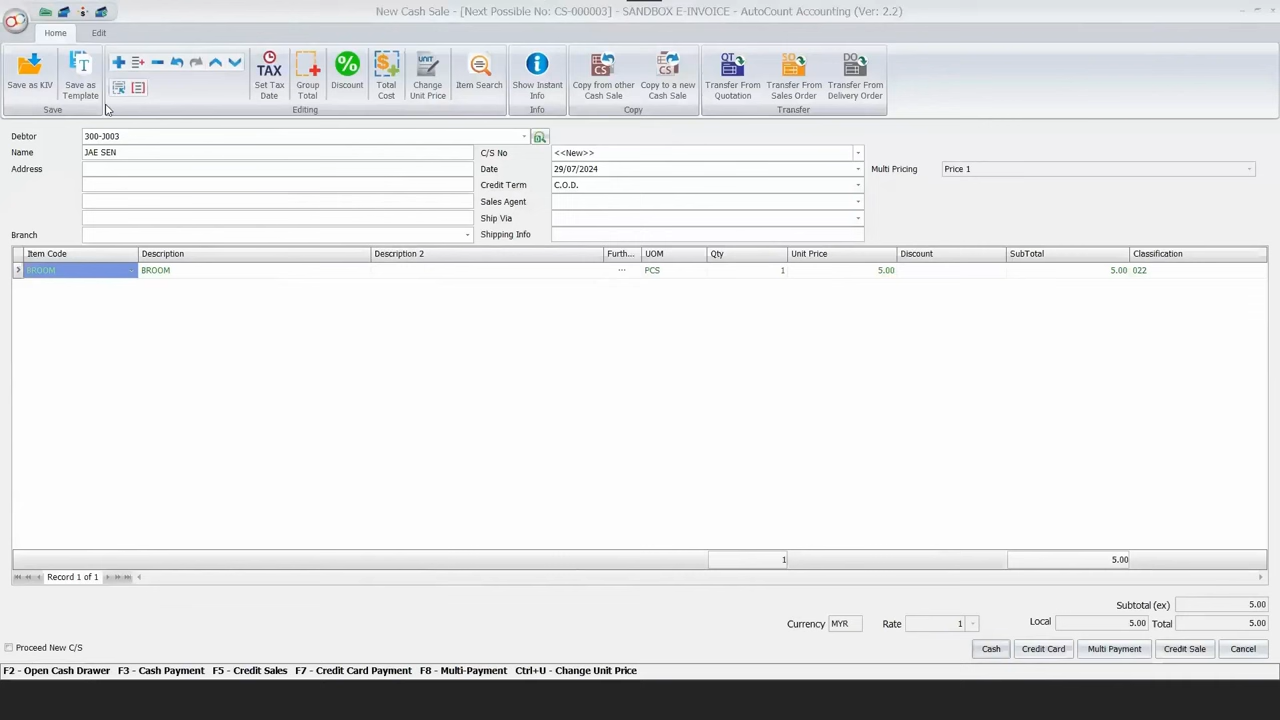 New Cash Sale - [Next Possible No: CS-000003] - SANDBOX E-INVOICE - AutoCount Accounting (Ver: 2.2)
Home Edit
Save as KIV
Save as Template
Save
TAX
Set Tax Date
Group Total
Discount
Total Cost
UNIT
Change Unit Price
Item Search
Editing
Show Instant Info
Info
CS
Copy from other Cash Sale
CS
Copy to a new Cash Sale
Copy
QT
Transfer From Quotation
SO
Transfer From Sales Order
DO
Transfer From Delivery Order
Transfer
Debtor 300-J003
Name JAE SEN C/S No <<New>>
Address Date 29/07/2024 Multi Pricing Price 1
Credit Term C.O.D.
Sales Agent
Ship Via
Branch Shipping Info
Item Code Description Description 2 Furth... UOM Qty Unit Price Discount SubTotal Classification
BROOM BROOM ... PCS 1 5.00 5.00 022
1 5.00
Record 1 of 1
Subtotal (ex) 5.00
Currency MYR Rate 1 Local 5.00 Total 5.00
Proceed New C/S Cash Credit Card Multi Payment Credit Sale Cancel
F2 - Open Cash Drawer F3 - Cash Payment F5 - Credit Sales F7 - Credit Card Payment F8 - Multi-Payment Ctrl+U - Change Unit Price